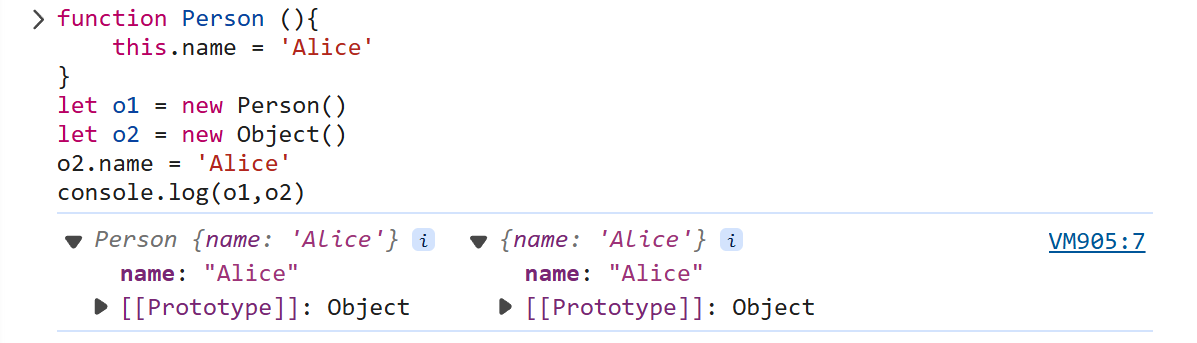 function Person (){
    this.name = 'Alice'
}
let o1 = new Person()
let o2 = new Object()
o2.name = 'Alice'
console.log(o1,o2)
Person {name: 'Alice'} i {name: 'Alice'} i VM905:7
name: "Alice" name: "Alice"
[[Prototype]]: Object [[Prototype]]: Object